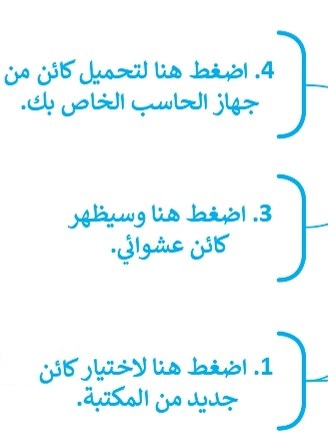 4. اضغط هنا لتحميل كائن من
جهاز الحاسب الخاص بك.
3. اضغط هنا وسيظهر
كائن عشوائي.
1. اضغط هنا لاختيار كائن
جديد من المكتبة.